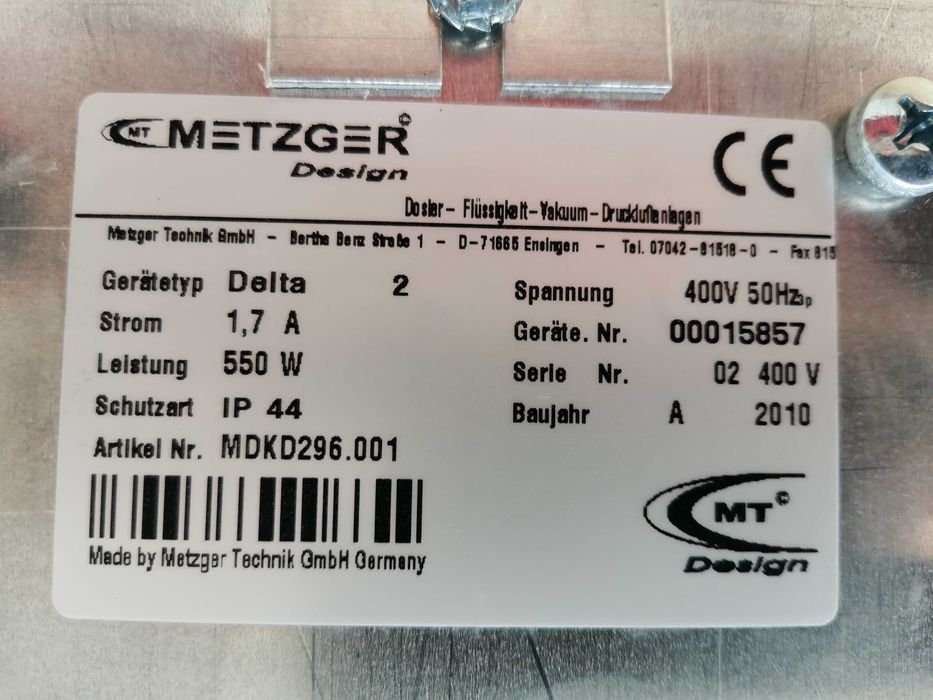 MT METZGER ©
Design
CE
Dosier- Flüssigkeit-Vakuum-Druckluftanlagen
Metzger Technik GmbH - Bertha Benz Straße 1 - D-71665 Ensingen - Tel. 07042-81518-0 - Fax 815
Gerätetyp Delta 2
Spannung 400V 50Hz3p
Strom 1,7 A
Geräte. Nr. 00015857
Leistung 550 W
Serie Nr. 02 400 V
Schutzart IP 44
Baujahr A 2010
Artikel Nr. MDKD296.001
Made by Metzger Technik GmbH Germany
MT ©
Design